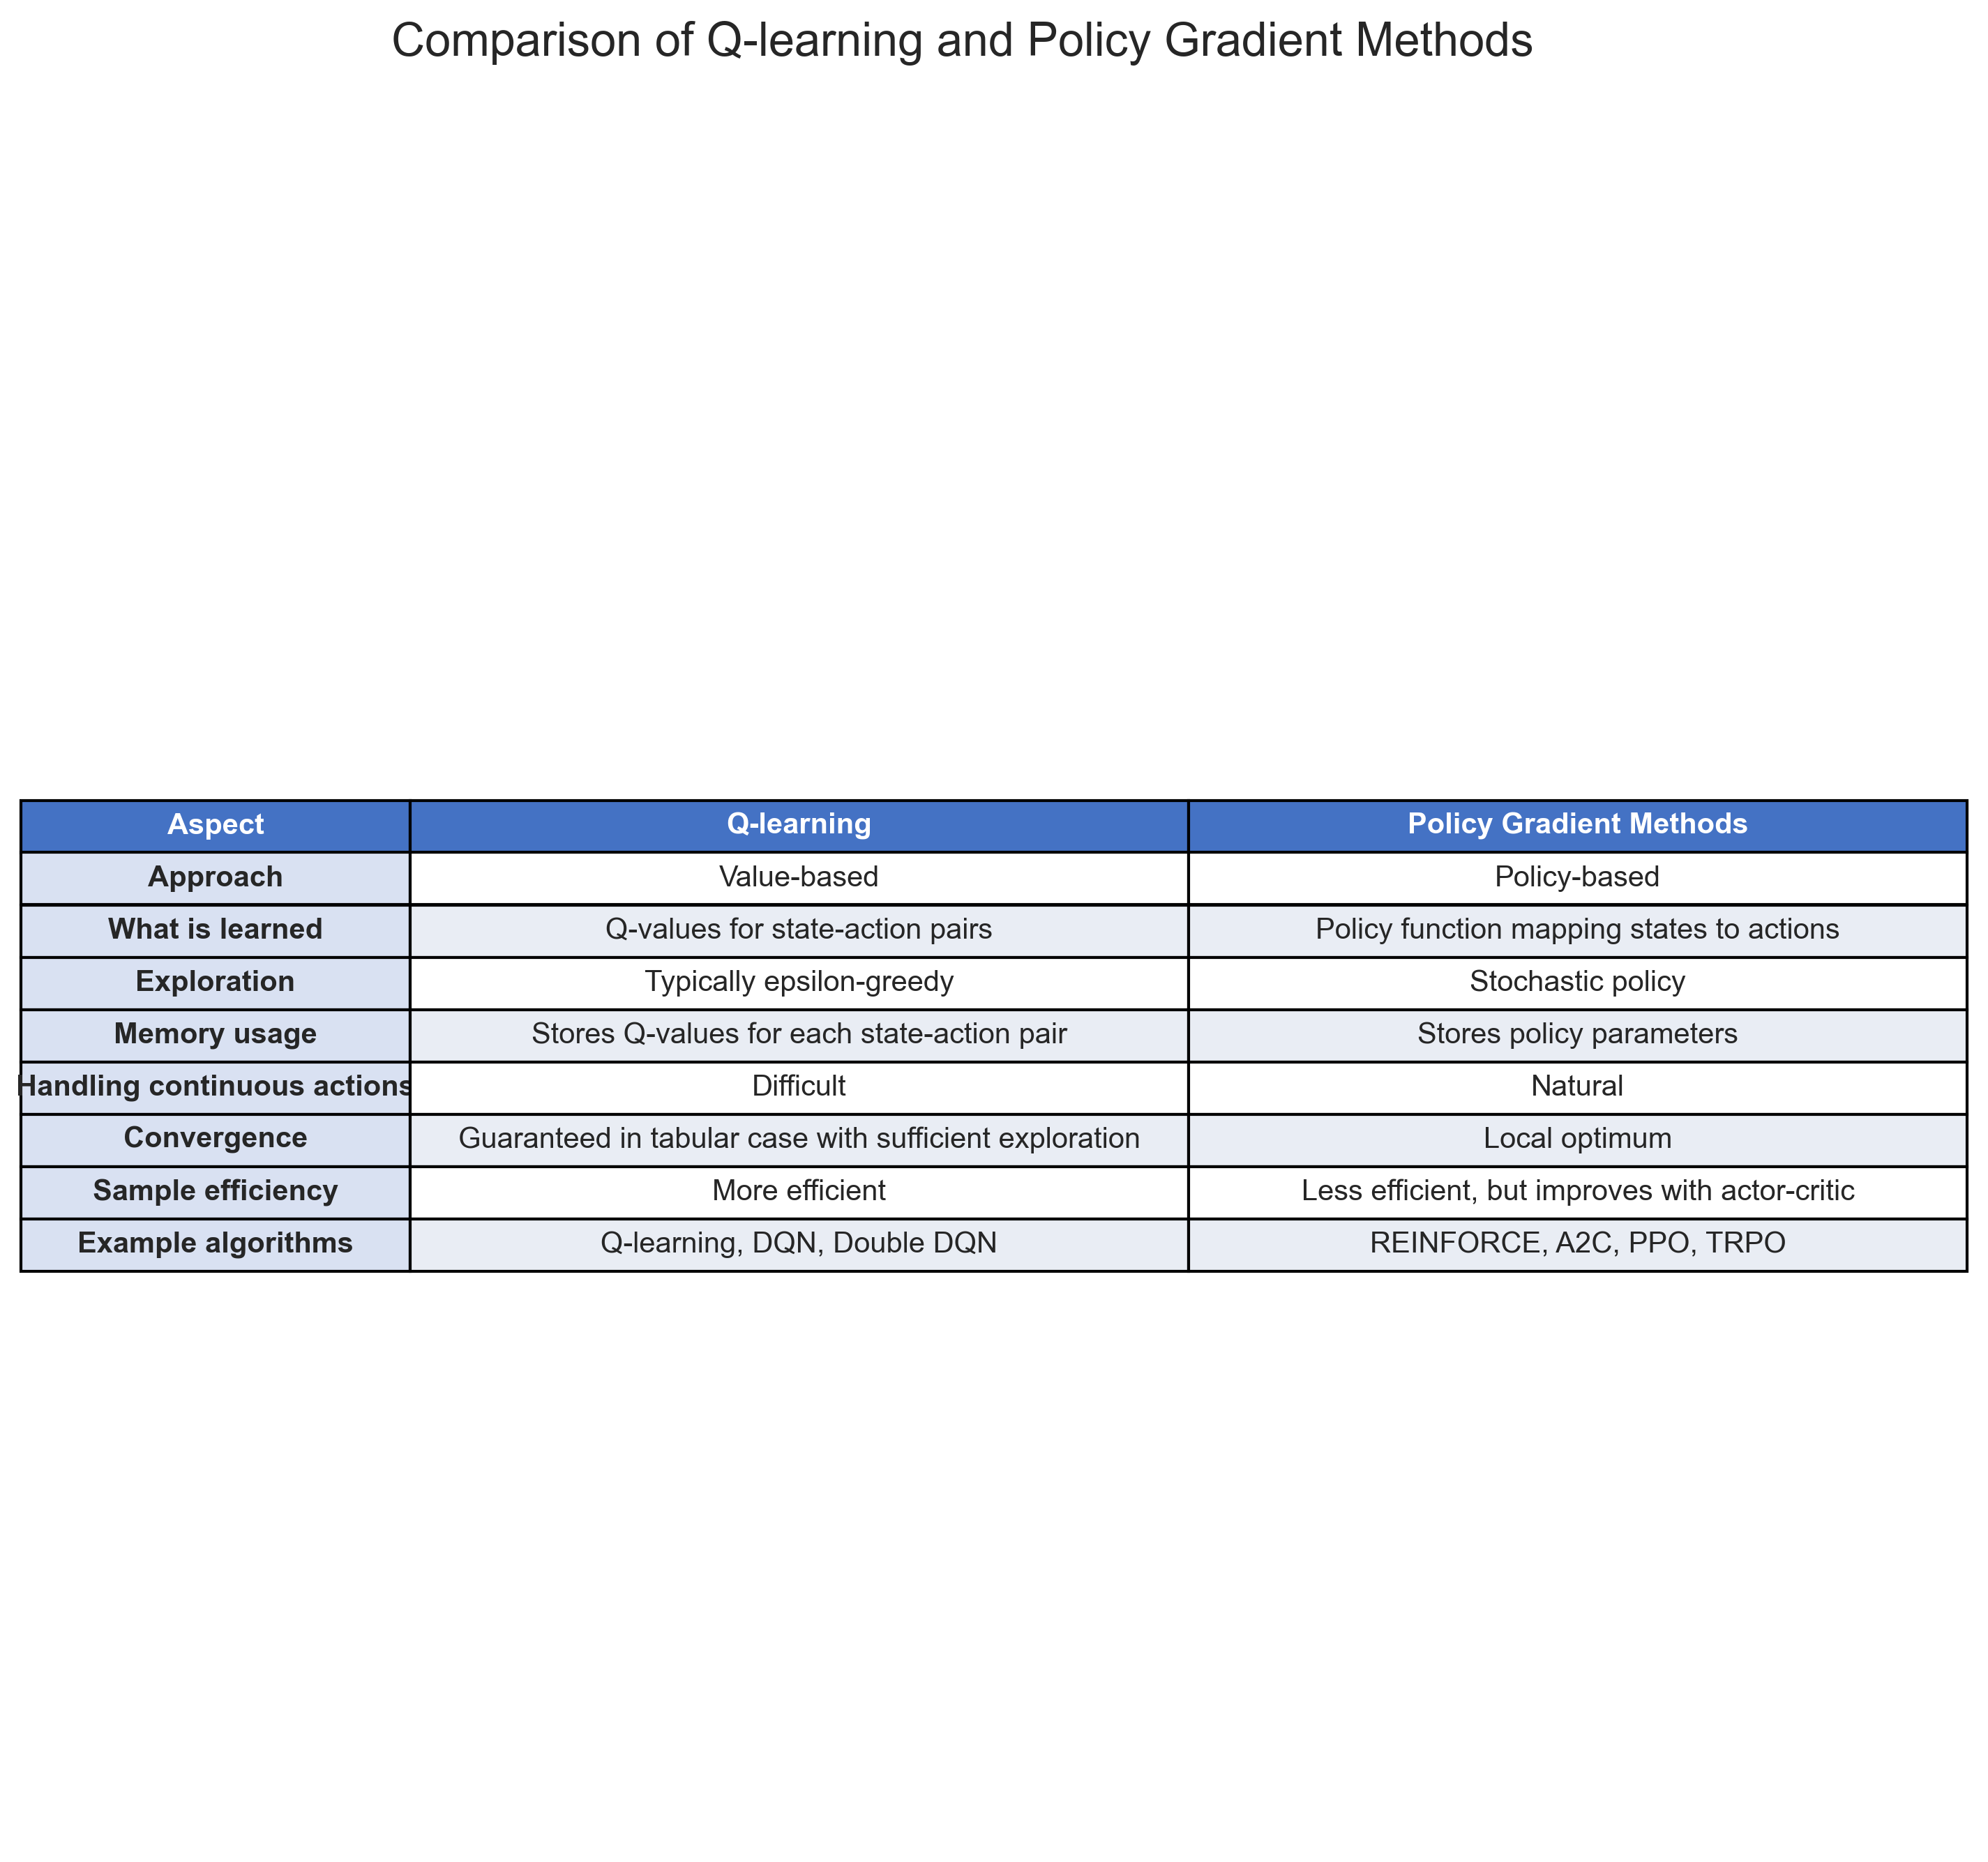 Comparison of Q-learning and Policy Gradient Methods
Aspect Q-learning Policy Gradient Methods
Approach Value-based Policy-based
What is learned Q-values for state-action pairs Policy function mapping states to actions
Exploration Typically epsilon-greedy Stochastic policy
Memory usage Stores Q-values for each state-action pair Stores policy parameters
Handling continuous actions Difficult Natural
Convergence Guaranteed in tabular case with sufficient exploration Local optimum
Sample efficiency More efficient Less efficient, but improves with actor-critic
Example algorithms Q-learning, DQN, Double DQN REINFORCE, A2C, PPO, TRPO